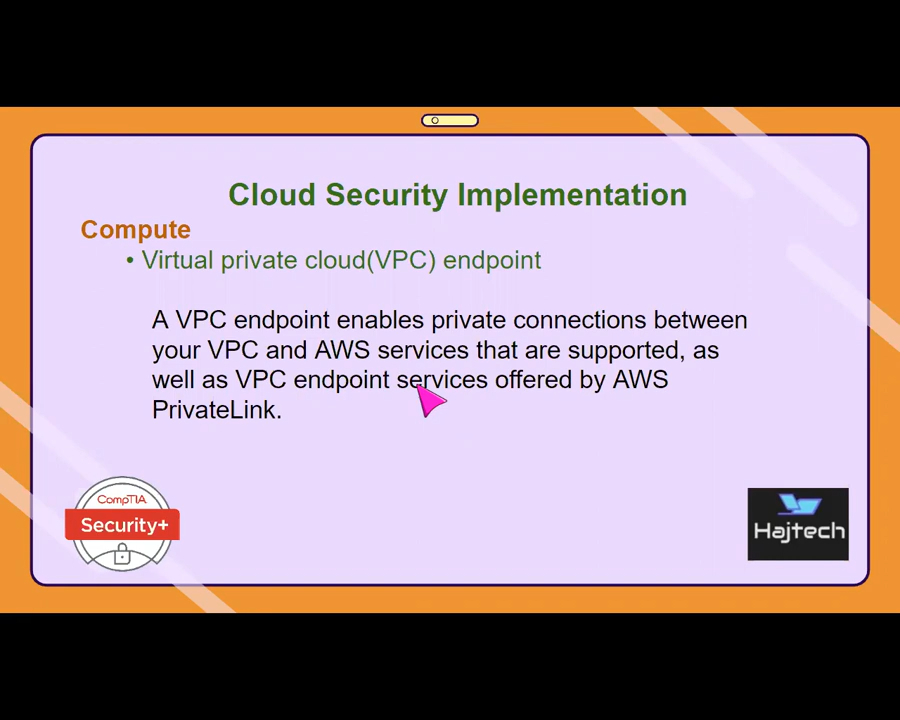 Cloud Security Implementation
Compute
• Virtual private cloud(VPC) endpoint
A VPC endpoint enables private connections between
your VPC and AWS services that are supported, as
well as VPC endpoint services offered by AWS
PrivateLink.
CompTIA
Security+
Hajtech